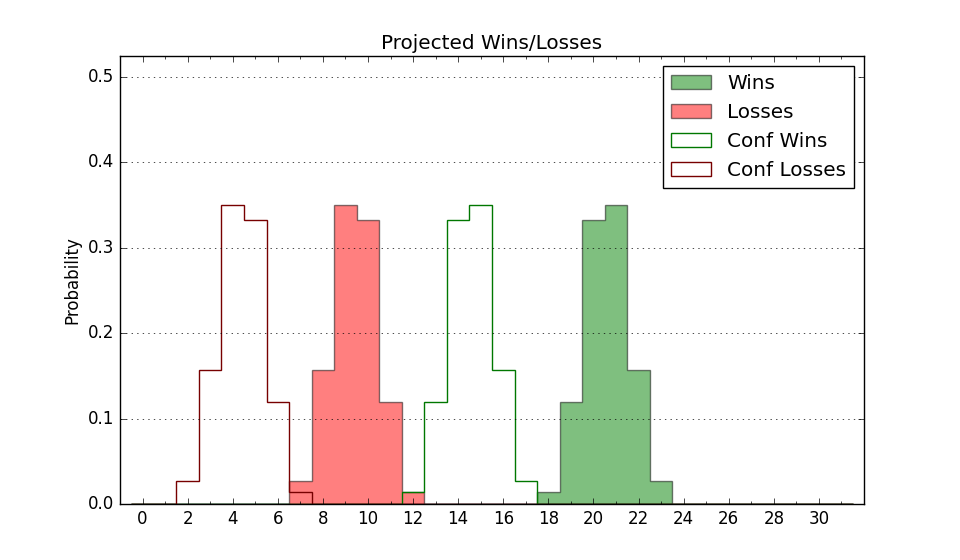 Projected Wins/Losses
0.5
0.4
0.3
0.2
0.1
0.0
Probability
Wins
Losses
Conf Wins
Conf Losses
0 2 4 6 8 10 12 14 16 18 20 22 24 26 28 30